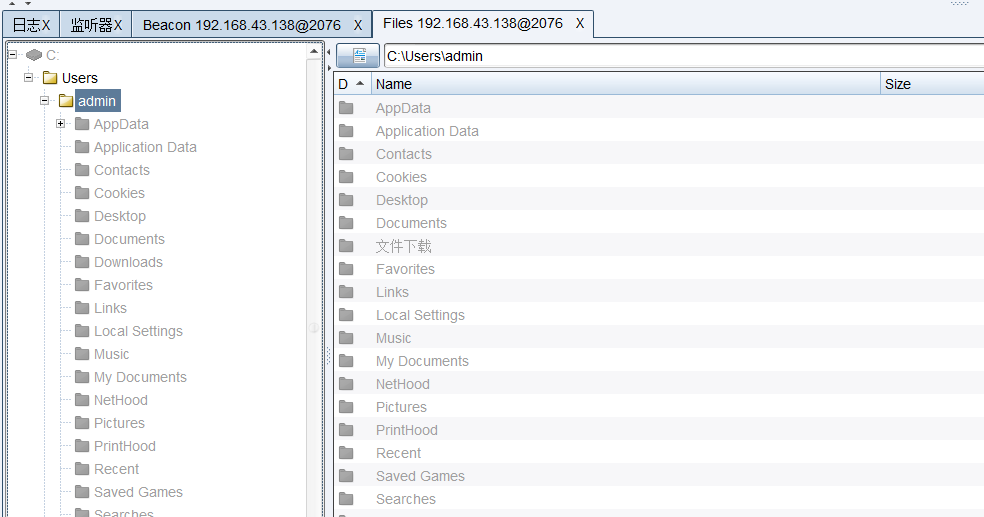 日志X 监听器X Beacon 192.168.43.138@2076 X Files 192.168.43.138@2076 X
C:
Users
admin
AppData
Application Data
Contacts
Cookies
Desktop
Documents
Downloads
Favorites
Links
Local Settings
Music
My Documents
NetHood
Pictures
PrintHood
Recent
Saved Games
Searches
C:\Users\admin
D Name Size
AppData
Application Data
Contacts
Cookies
Desktop
Documents
文件下载
Favorites
Links
Local Settings
Music
My Documents
NetHood
Pictures
PrintHood
Recent
Saved Games
Searches